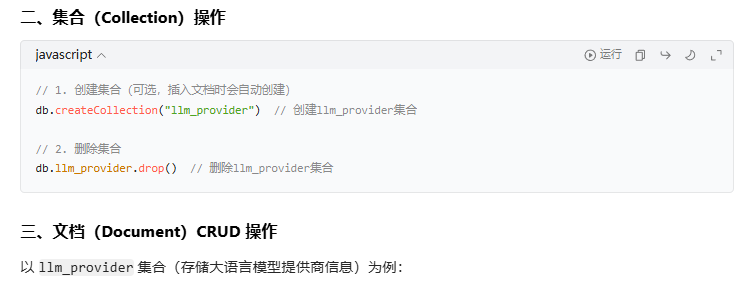 二、集合（Collection）操作
javascript
运行
// 1. 创建集合（可选，插入文档时会自动创建）
db.createCollection("llm_provider")  // 创建llm_provider集合
// 2. 删除集合
db.llm_provider.drop()  // 删除llm_provider集合
三、文档（Document）CRUD 操作
以 llm_provider 集合（存储大语言模型提供商信息）为例：